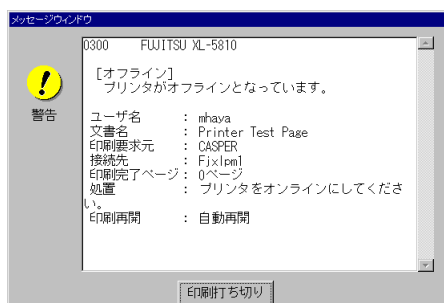 メッセージウィンドウ
0300 FUJITSU XL-5810
[オフライン]
プリンタがオフラインとなっています。
警告
ユーザ名 : mhaya
文書名 : Printer Test Page
印刷要求元 : CASPER
接続先 : Fjxlpm1
印刷完了ページ : 0ページ
処置 : プリンタをオンラインにしてくださ
い。
印刷再開 : 自動再開
印刷打ち切り